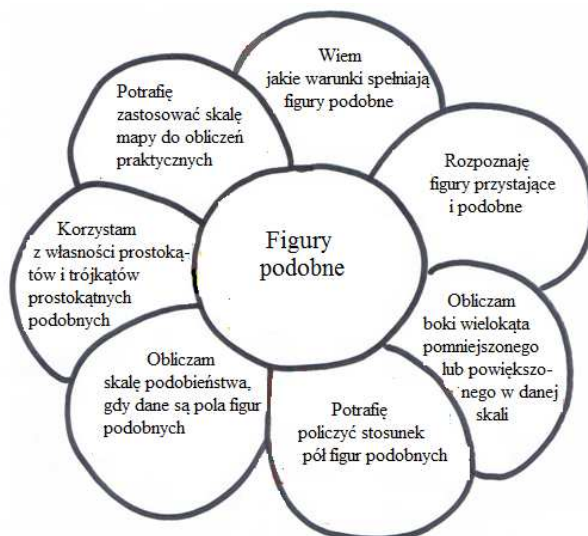 Wiem
jakie warunki spełniają
figury podobne
Potrafię
zastosować skalę
mapy do obliczeń
praktycznych
Rozpoznaję
figury przystające
i podobne
Korzystam
z własności prostoką-
tów i trójkątów
prostokątnych
podobnych
Figury
podobne
Obliczam
boki wielokąta
pomniejszonego
lub powiększo-
nego w danej
skali
Obliczam
skalę podobieństwa,
gdy dane są pola figur
podobnych
Potrafię
policzyć stosunek
pól figur podobnych